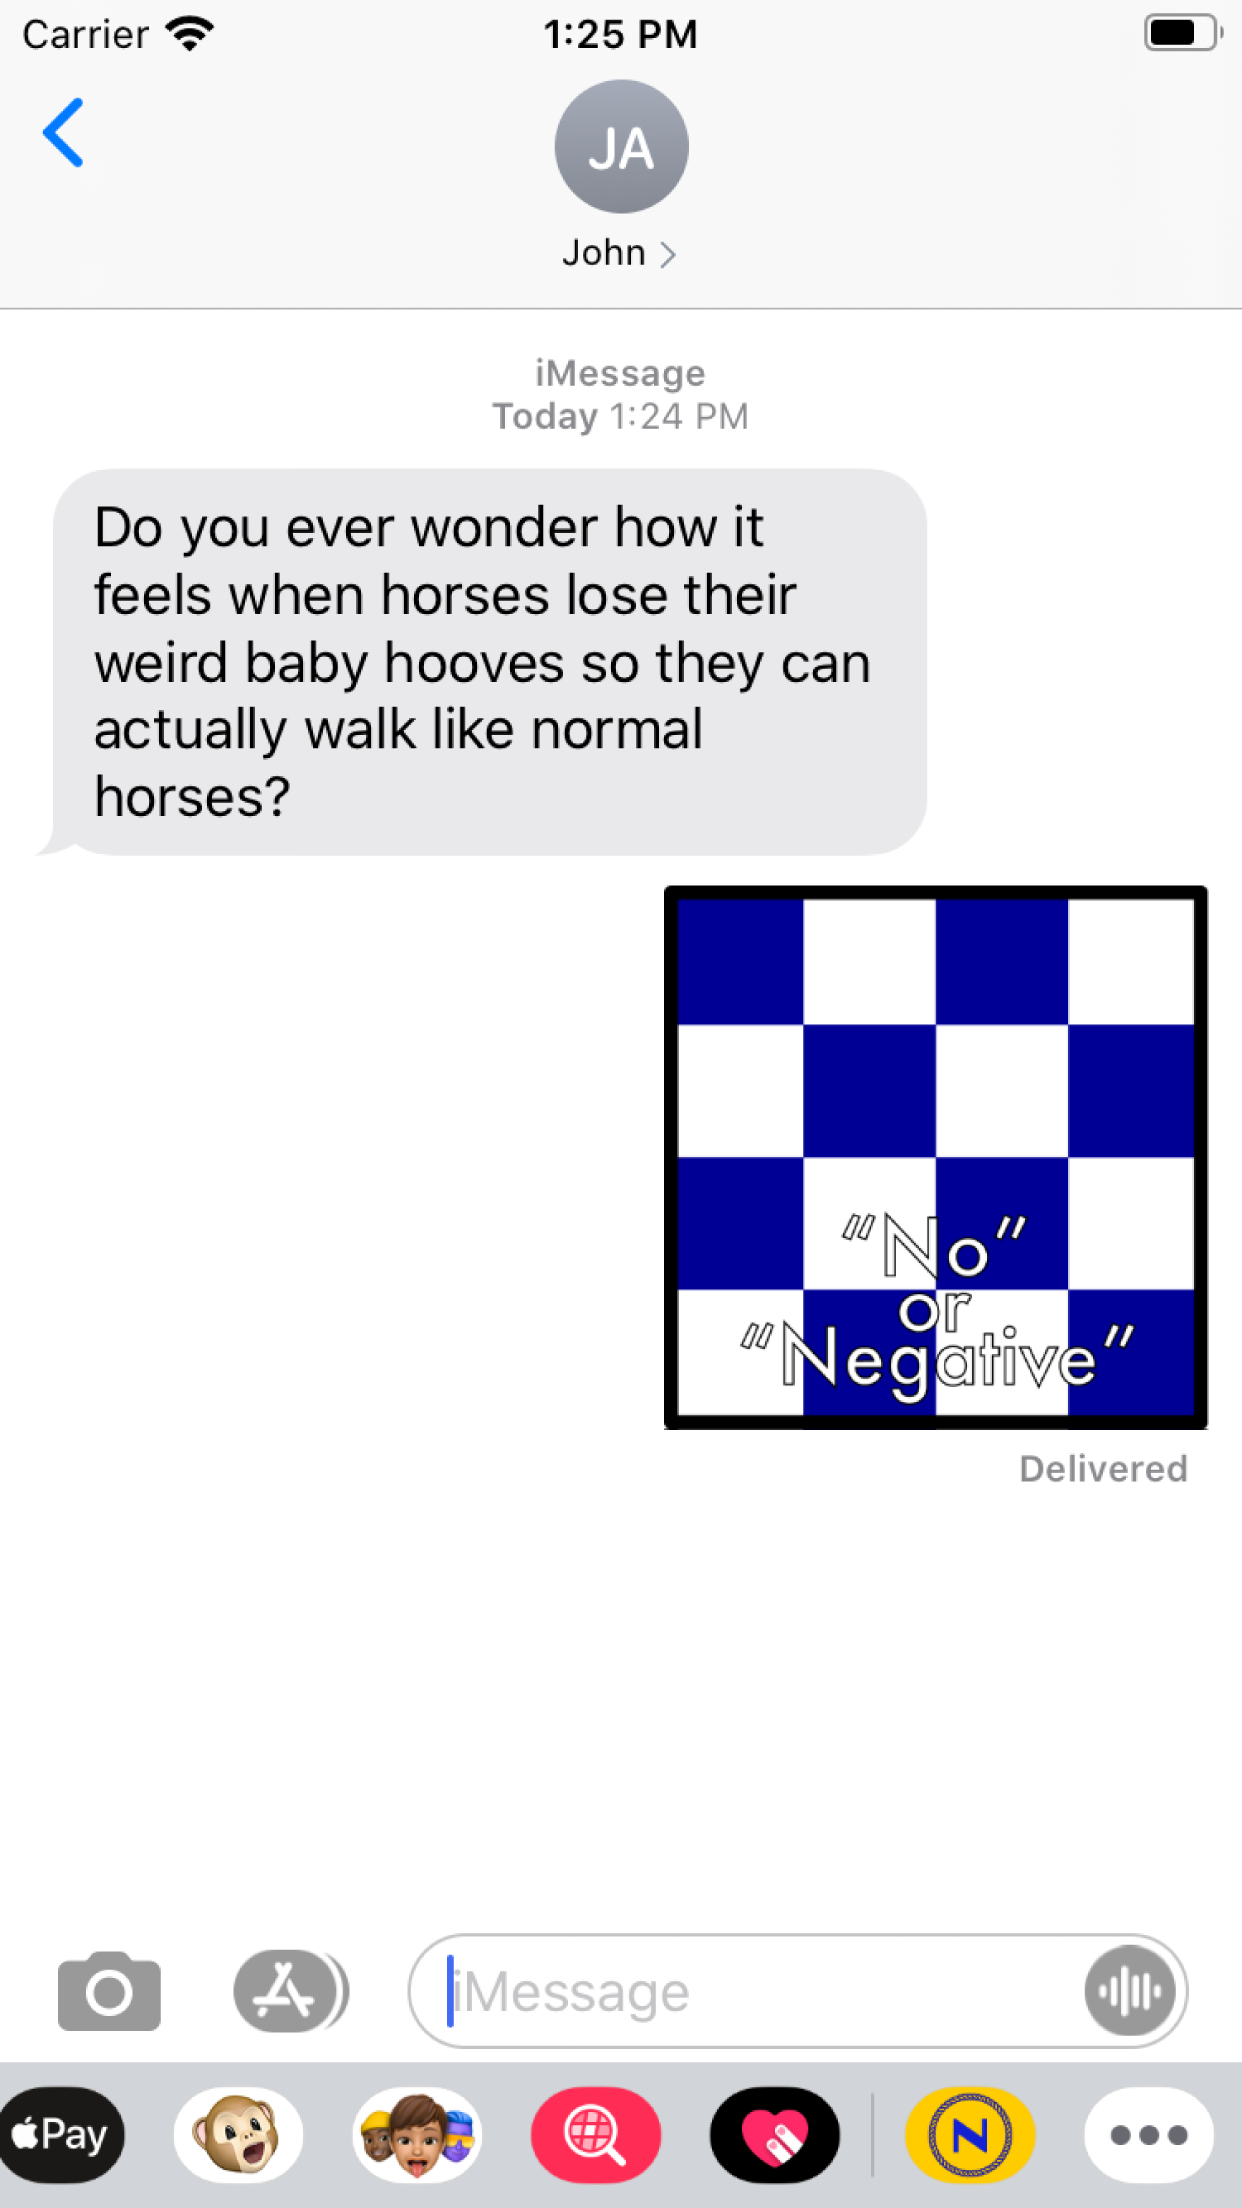 Carrier 1:25 PM
JA
John
iMessage
Today 1:24 PM
Do you ever wonder how it
feels when horses lose their
weird baby hooves so they can
actually walk like normal
horses?
“No”
or
“Negative”
Delivered
iMessage
Pay N